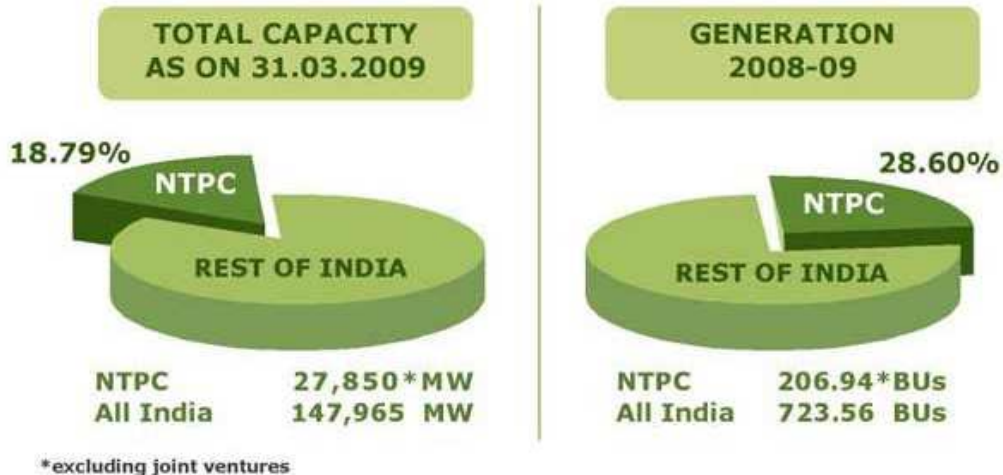 TOTAL CAPACITY
AS ON 31.03.2009
18.79%
NTPC
REST OF INDIA
NTPC 27,850*MW
All India 147,965 MW
GENERATION
2008-09
28.60%
NTPC
REST OF INDIA
NTPC 206.94*BUs
All India 723.56 BUs
*excluding joint ventures